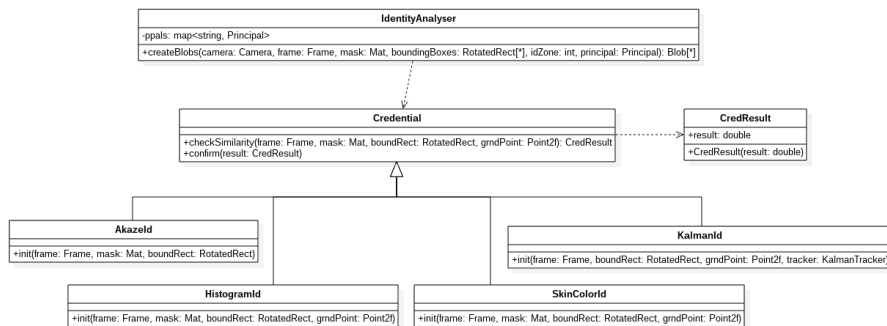 IdentityAnalyser
-ppals: map<string, Principal>
+createBlobs(camera: Camera, frame: Frame, mask: Mat, boundingBoxes: RotatedRect[*], idZone: int, principal: Principal): Blob[*]
Credential
+checkSimilarity(frame: Frame, mask: Mat, boundRect: RotatedRect, grndPoint: Point2f): CredResult
+confirm(result: CredResult)
CredResult
+result: double
+CredResult(result: double)
AkazeId
+init(frame: Frame, mask: Mat, boundRect: RotatedRect)
KalmanId
+init(frame: Frame, boundRect: RotatedRect, grndPoint: Point2f, tracker: KalmanTracker)
HistogramId
+init(frame: Frame, mask: Mat, boundRect: RotatedRect, grndPoint: Point2f)
SkinColorId
+init(frame: Frame, mask: Mat, boundRect: RotatedRect, grndPoint: Point2f)